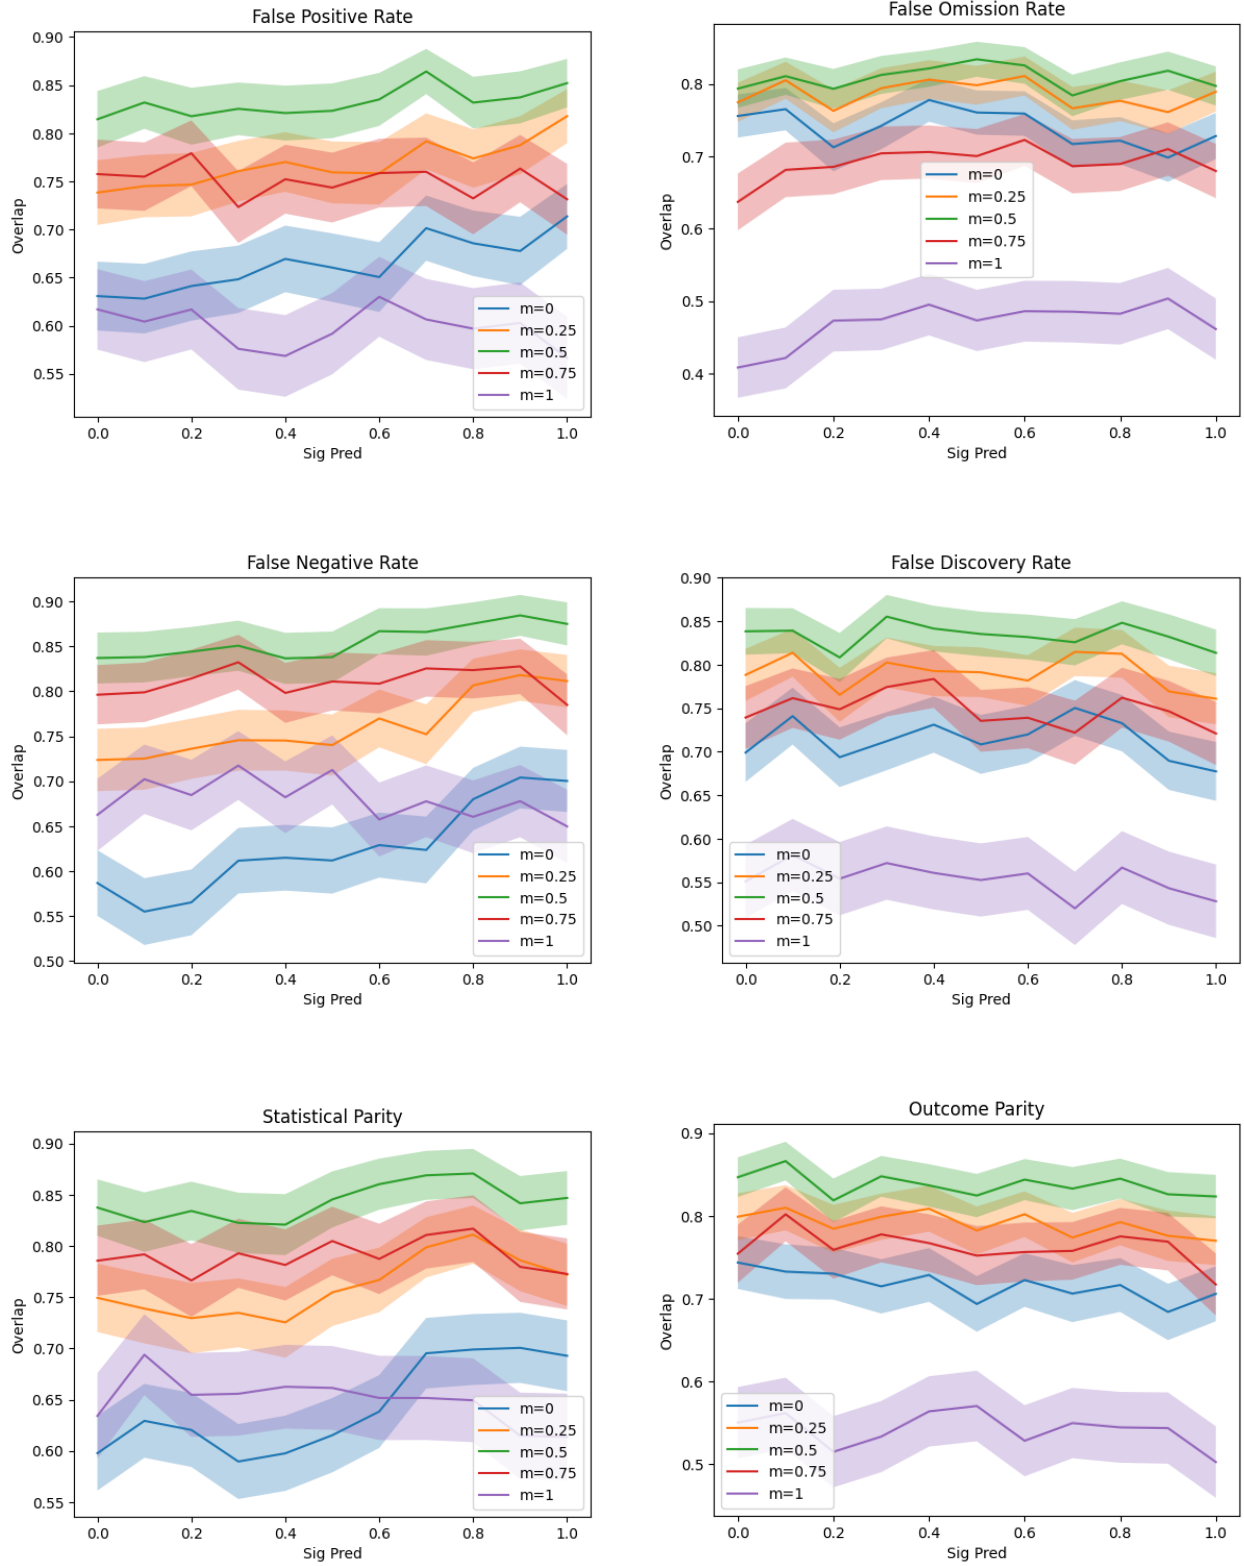 False Positive Rate
0.90
0.85
0.80
0.75
0.70
0.65
0.60
0.55
Overlap
0.0 0.2 0.4 0.6 0.8 1.0
Sig Pred
m=0
m=0.25
m=0.5
m=0.75
m=1
False Omission Rate
0.8
0.7
0.6
0.5
0.4
Overlap
0.0 0.2 0.4 0.6 0.8 1.0
Sig Pred
m=0
m=0.25
m=0.5
m=0.75
m=1
False Negative Rate
0.90
0.85
0.80
0.75
0.70
0.65
0.60
0.55
0.50
Overlap
0.0 0.2 0.4 0.6 0.8 1.0
Sig Pred
m=0
m=0.25
m=0.5
m=0.75
m=1
False Discovery Rate
0.90
0.85
0.80
0.75
0.70
0.65
0.60
0.55
0.50
Overlap
0.0 0.2 0.4 0.6 0.8 1.0
Sig Pred
m=0
m=0.25
m=0.5
m=0.75
m=1
Statistical Parity
0.90
0.85
0.80
0.75
0.70
0.65
0.60
0.55
Overlap
0.0 0.2 0.4 0.6 0.8 1.0
Sig Pred
m=0
m=0.25
m=0.5
m=0.75
m=1
Outcome Parity
0.9
0.8
0.7
0.6
0.5
Overlap
0.0 0.2 0.4 0.6 0.8 1.0
Sig Pred
m=0
m=0.25
m=0.5
m=0.75
m=1